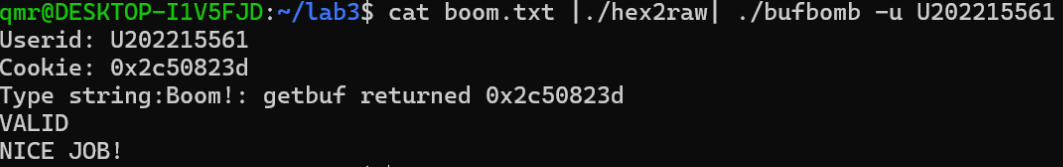 qmr@DESKTOP-I1V5FJD:~/lab3$ cat boom.txt |./hex2raw| ./bufbomb -u U202215561
Userid: U202215561
Cookie: 0x2c50823d
Type string:Boom!: getbuf returned 0x2c50823d
VALID
NICE JOB!